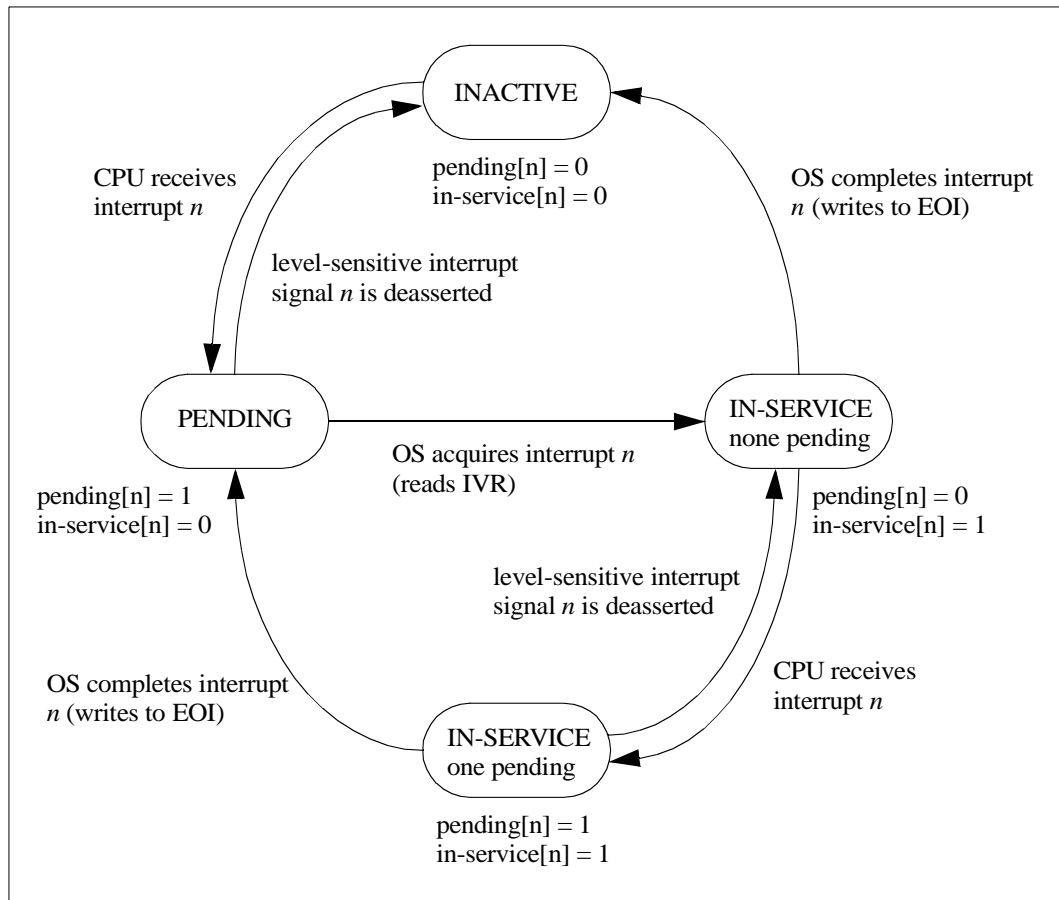 INACTIVE
pending[n] = 0
in-service[n] = 0
CPU receives
interrupt n
OS completes interrupt
n (writes to EOI)
level-sensitive interrupt
signal n is deasserted
PENDING
IN-SERVICE
none pending
OS acquires interrupt n
(reads IVR)
pending[n] = 1
in-service[n] = 0
pending[n] = 0
in-service[n] = 1
level-sensitive interrupt
signal n is deasserted
OS completes interrupt
n (writes to EOI)
CPU receives
interrupt n
IN-SERVICE
one pending
pending[n] = 1
in-service[n] = 1